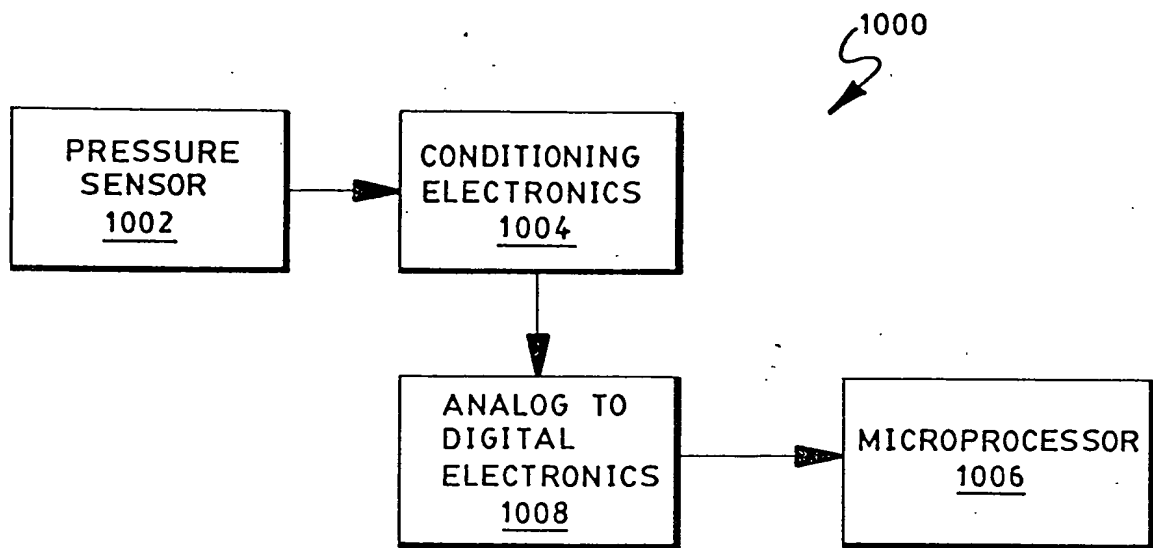 1000
PRESSURE
SENSOR
1002
CONDITIONING
ELECTRONICS
1004
ANALOG TO
DIGITAL
ELECTRONICS
1008
MICROPROCESSOR
1006